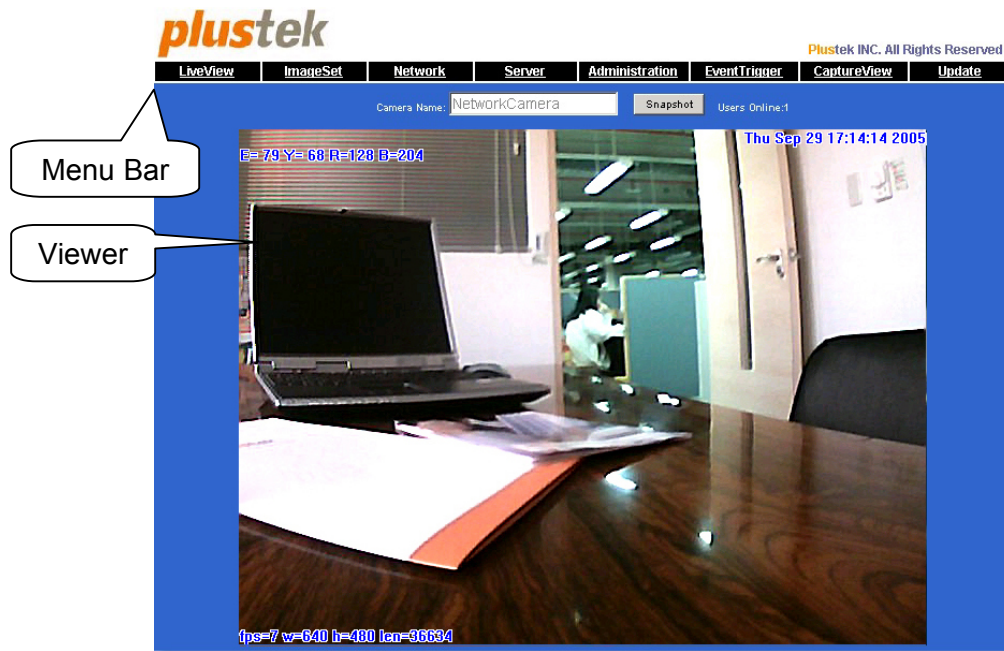 plustek
Plustek INC. All Rights Reserved
LiveView ImageSet Network Server Administration EventTrigger CaptureView Update
Camera Name: NetworkCamera Snapshot Users Online:1
Thu Sep 29 17:14:14 2005
E= 79 Y= 68 R=128 B=204
Menu Bar
Viewer
fps=7 w=640 h=480 len=36634